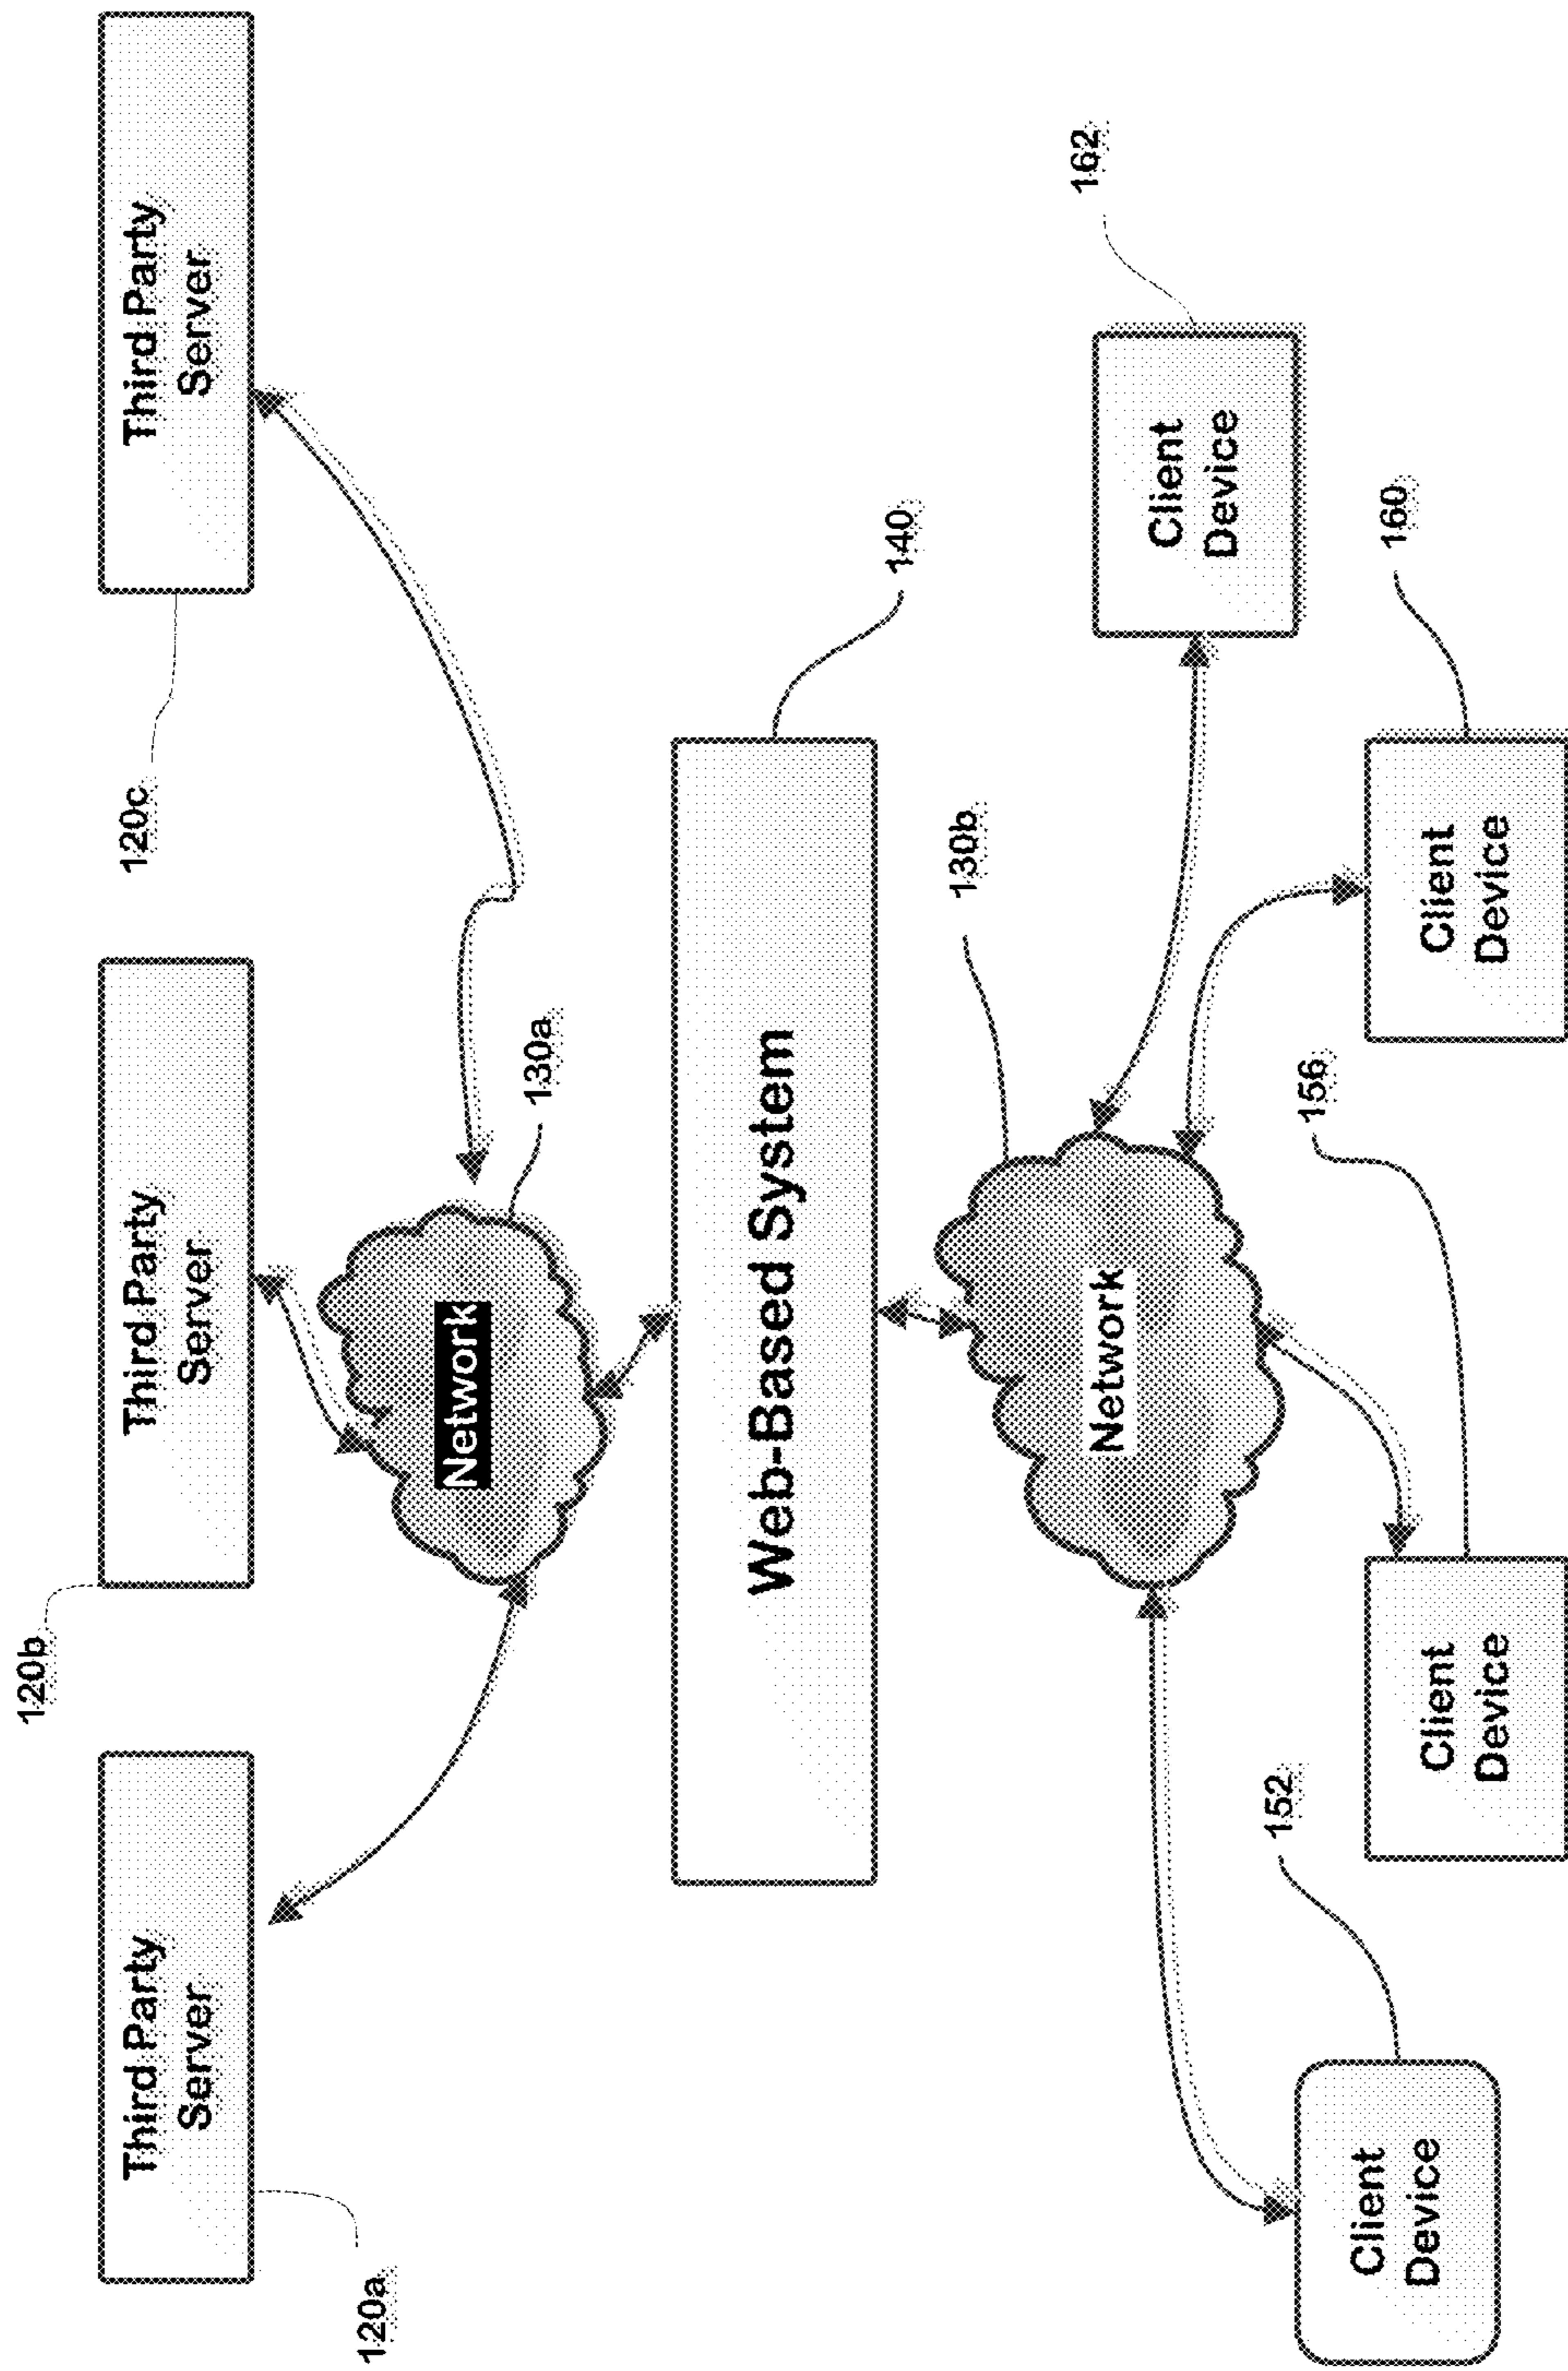 120b
Third Party
Server
Third Party
Server
Third Party
Server
120c
120a
Network
130a
Web-Based System
140
130b
Network
162
Client
Device
152
156
160
Client
Device
Client
Device
Client
Device